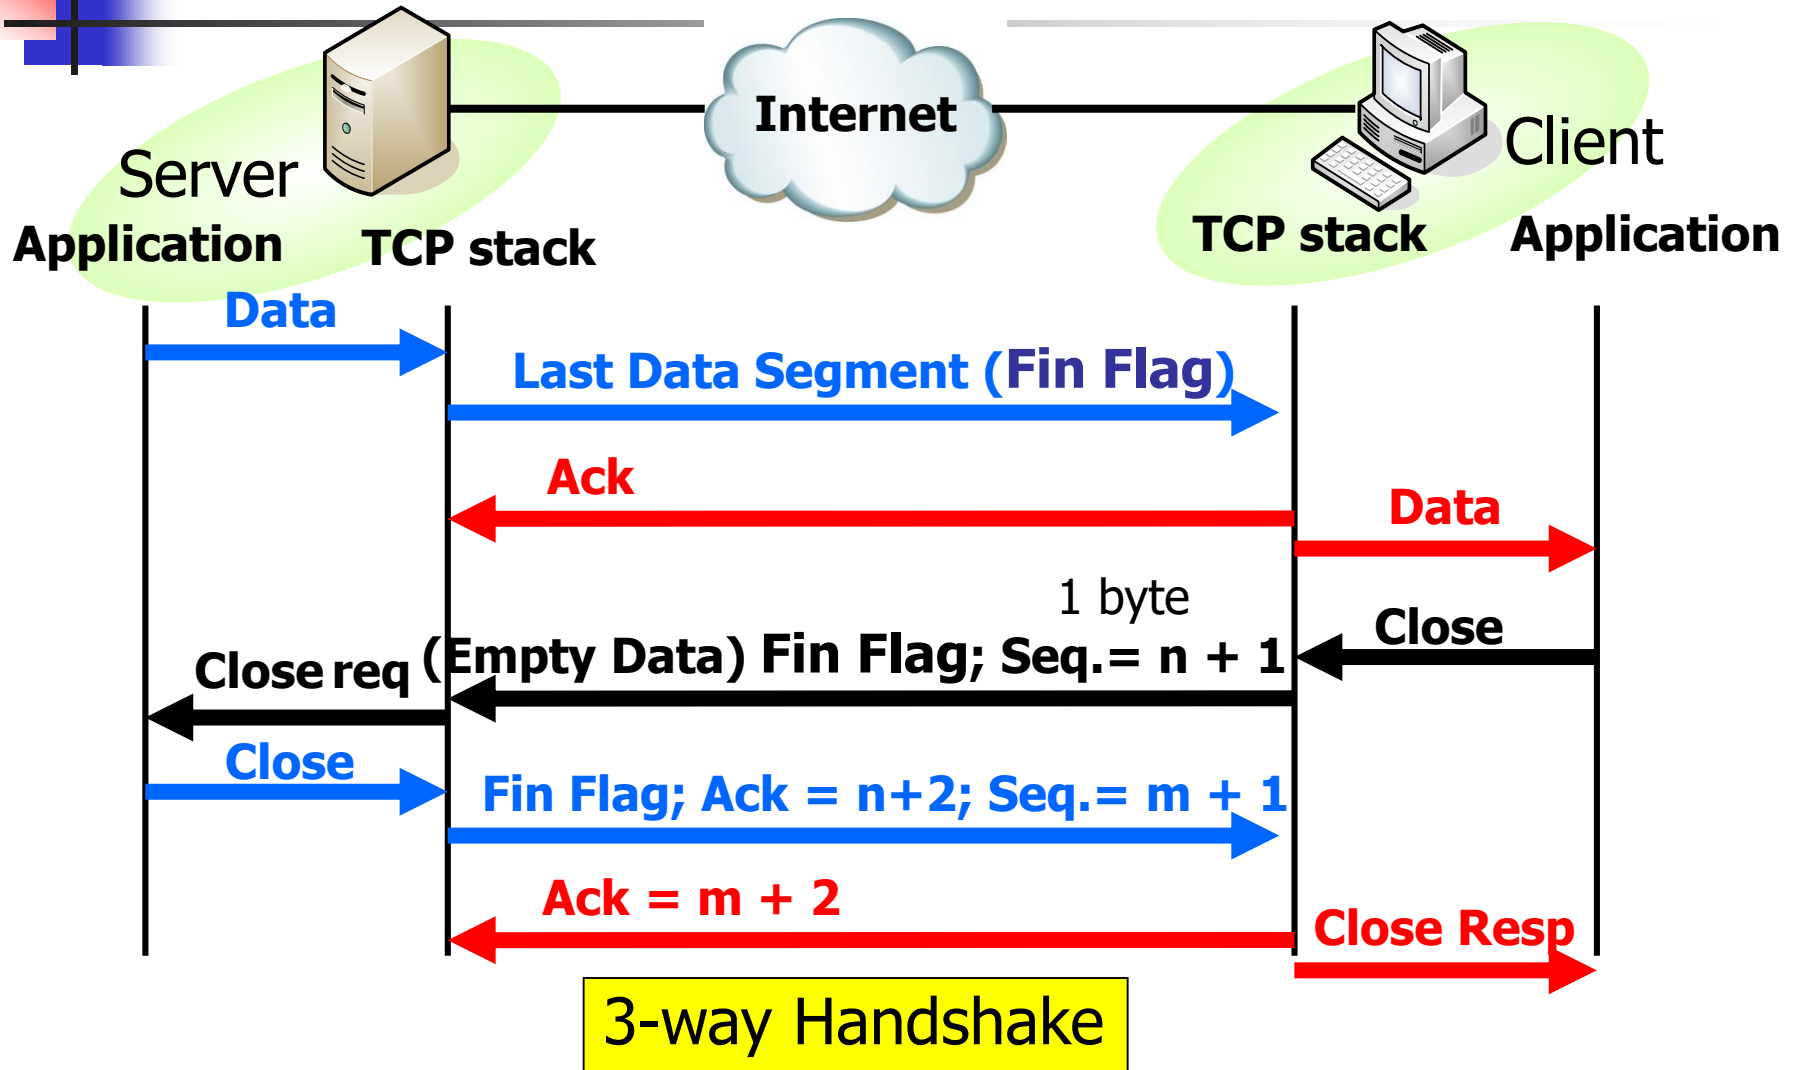 Internet
Server
Client
Application
TCP stack
TCP stack
Application
Data
Last Data Segment (Fin Flag)
Ack
Data
1 byte
Close
(Empty Data) Fin Flag; Seq.= n + 1
Close req
Close
Fin Flag; Ack = n+2; Seq.= m + 1
Ack = m + 2
Close Resp
3-way Handshake